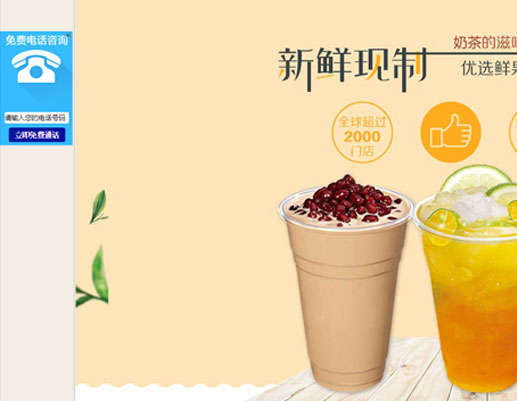 免费电话咨询
请输入您的电话号码
立即免费通话
奶茶的滋味
新鲜现制
优选鲜果
全球超过
2000
门店